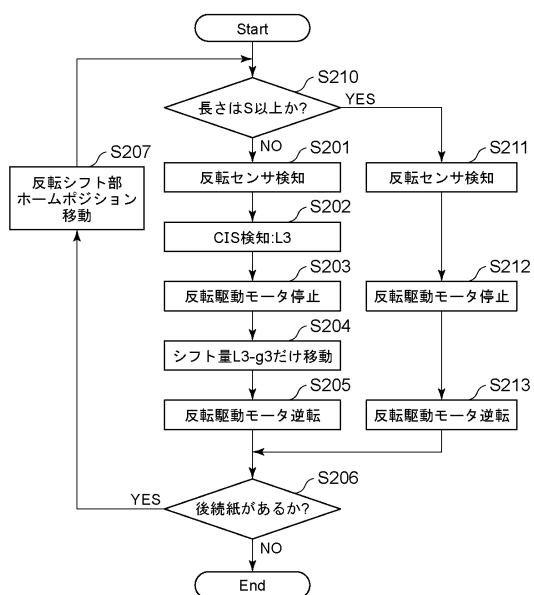 Start
S210
長さはS以上か?
YES
NO
S201
反転センサ検知
S202
CIS検知:L3
S203
反転駆動モータ停止
S204
シフト量L3-g3だけ移動
S205
反転駆動モータ逆転
S211
反転センサ検知
S212
反転駆動モータ停止
S213
反転駆動モータ逆転
S206
後続紙があるか?
YES
NO
S207
反転シフト部
ホームポジション
移動
End